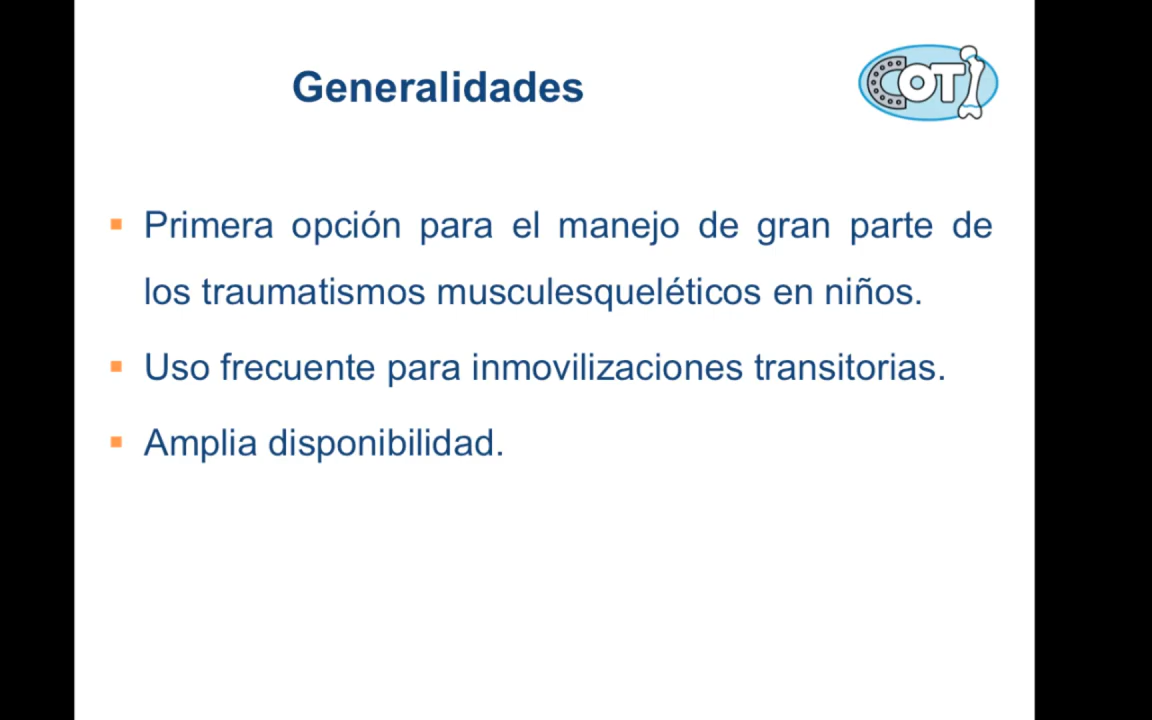 Generalidades
COTI
Primera opción para el manejo de gran parte de
los traumatismos musculesqueléticos en niños.
Uso frecuente para inmovilizaciones transitorias.
Amplia disponibilidad.